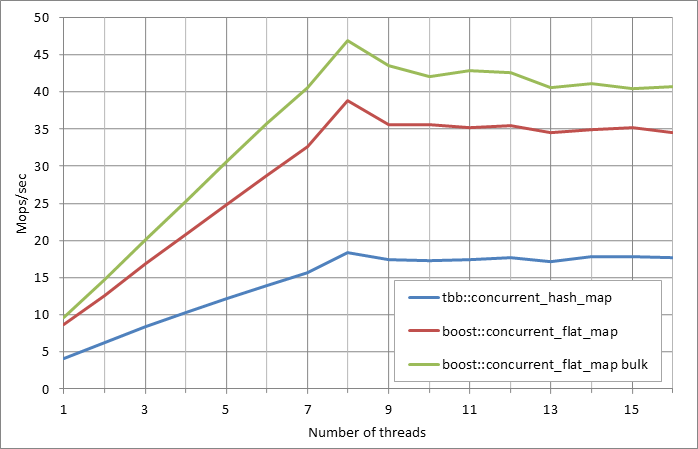 50
45
40
35
30
25
20
15
10
5
0
Mops/sec
tbb::concurrent_hash_map
boost::concurrent_flat_map
boost::concurrent_flat_map bulk
1 3 5 7 9 11 13 15
Number of threads